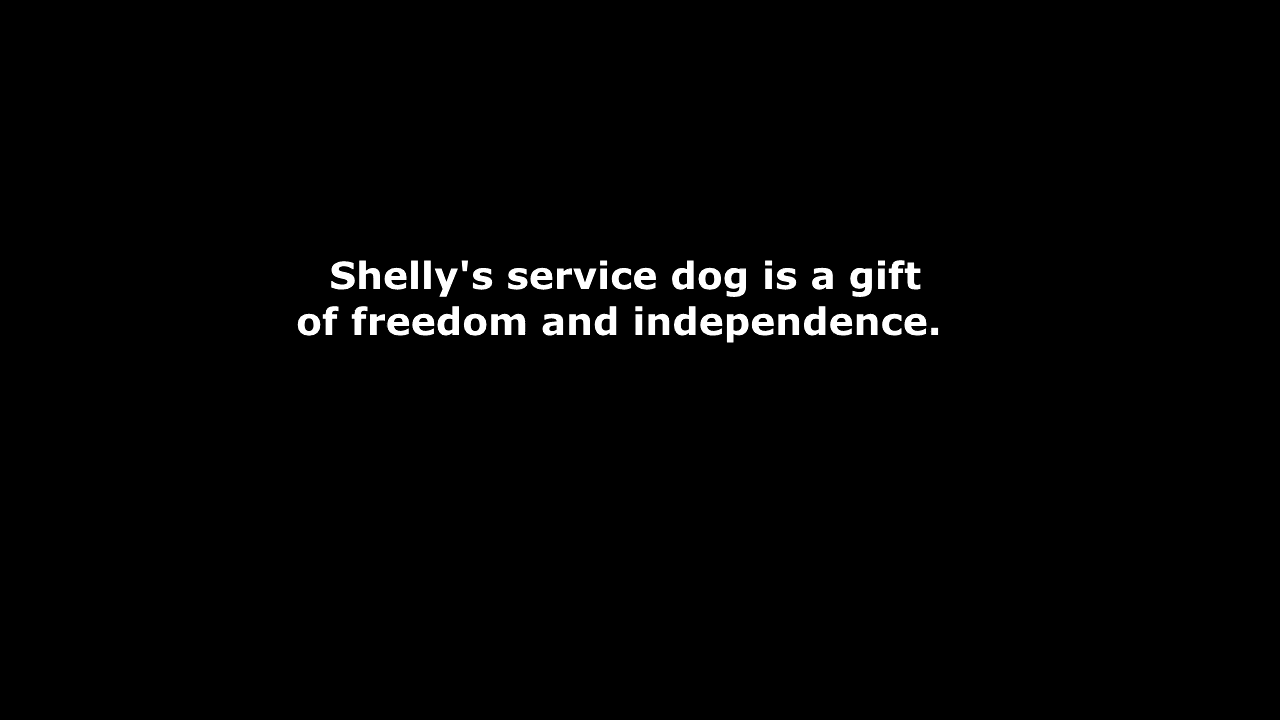 Shelly's service dog is a gift
of freedom and independence.